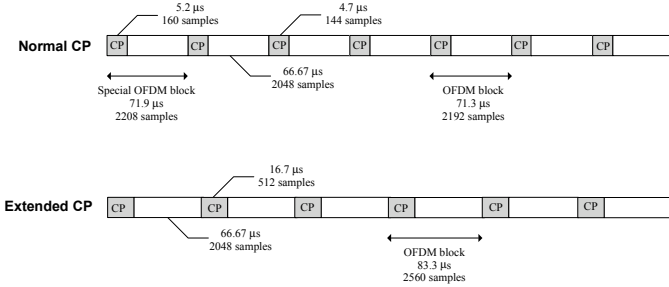 5.2 µs
160 samples
4.7 µs
144 samples
Normal CP
CP CP CP CP CP CP CP
66.67 µs
2048 samples
Special OFDM block
71.9 µs
2208 samples
OFDM block
71.3 µs
2192 samples
16.7 µs
512 samples
Extended CP
CP CP CP CP CP CP
66.67 µs
2048 samples
OFDM block
83.3 µs
2560 samples